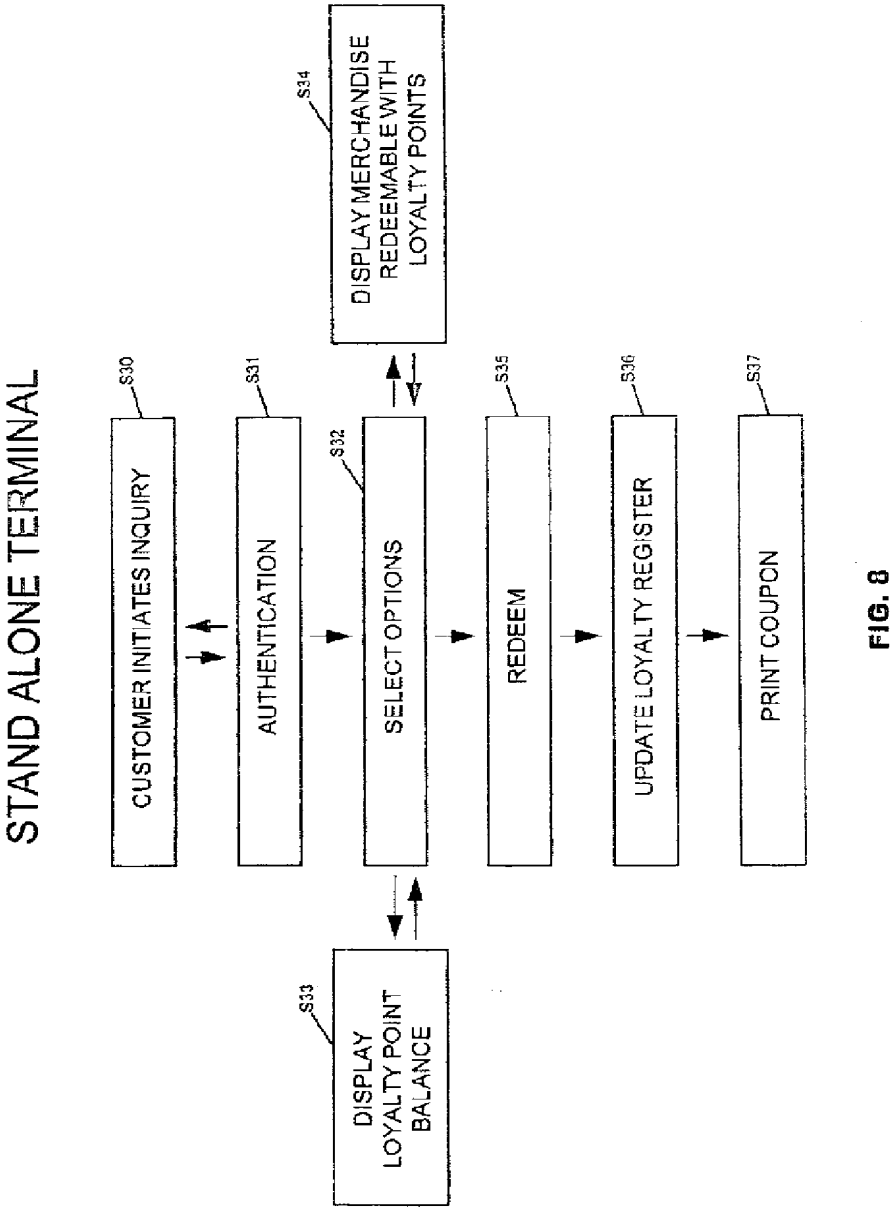 STAND ALONE TERMINAL
S30
CUSTOMER INITIATES INQUIRY
S31
AUTHENTICATION
S32
SELECT OPTIONS
S33
DISPLAY
LOYALTY POINT
BALANCE
S34
DISPLAY MERCHANDISE
REDEEMABLE WITH
LOYALTY POINTS
S35
REDEEM
S36
UPDATE LOYALTY REGISTER
S37
PRINT COUPON
FIG. 8